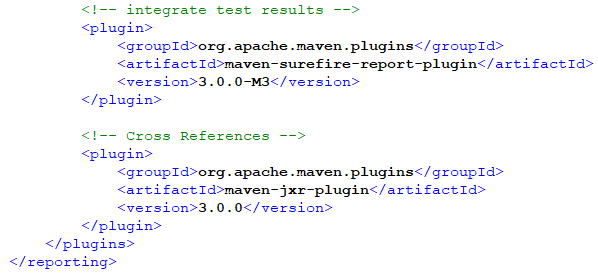 <!-- integrate test results -->
<plugin>
<groupId>org.apache.maven.plugins</groupId>
<artifactId>maven-surefire-report-plugin</artifactId>
<version>3.0.0-M3</version>
</plugin>
<!-- Cross References -->
<plugin>
<groupId>org.apache.maven.plugins</groupId>
<artifactId>maven-jxr-plugin</artifactId>
<version>3.0.0</version>
</plugin>
</plugins>
</reporting>